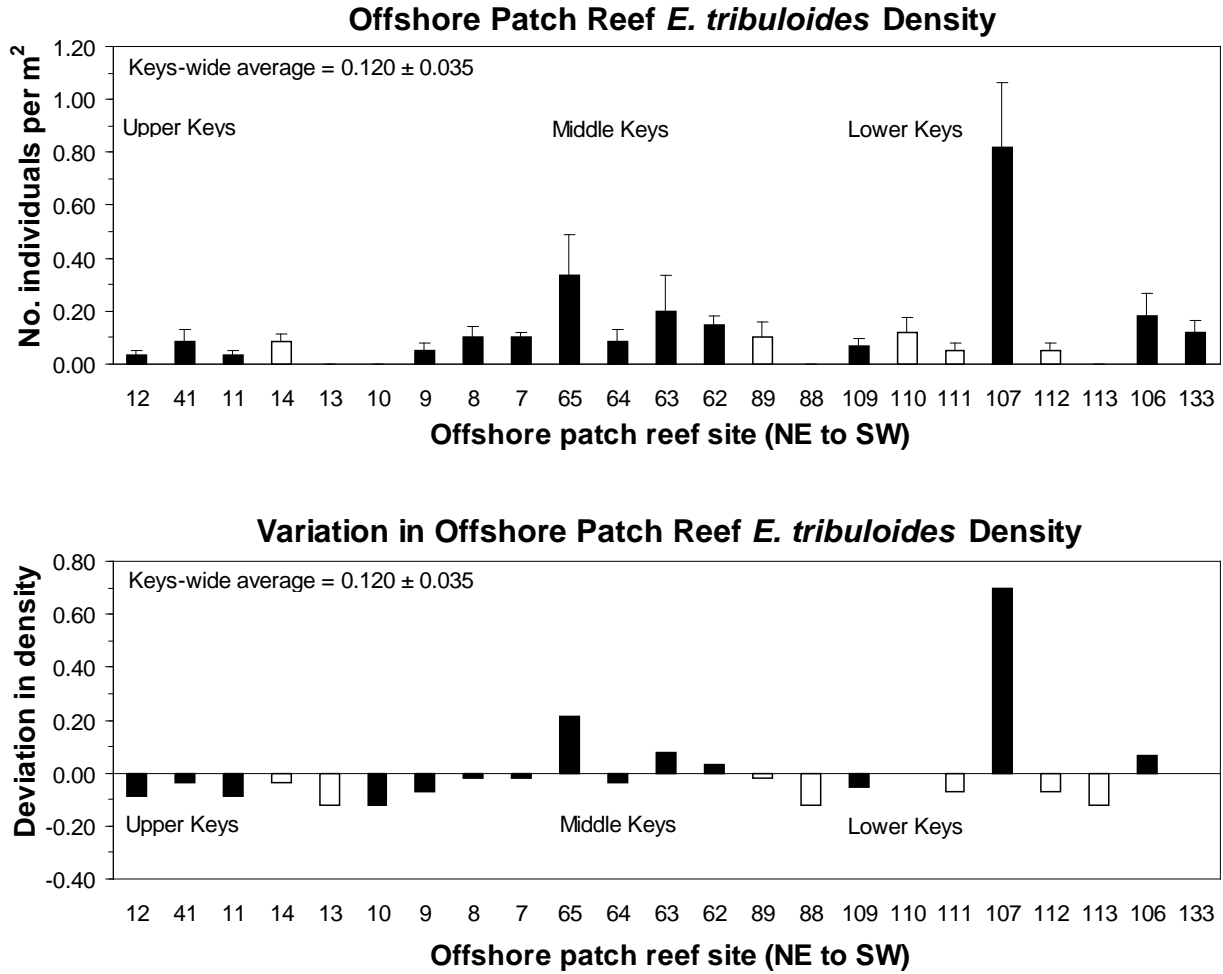 Offshore Patch Reef E. tribuloides Density
No. individuals per m²
1.20
1.00
0.80
0.60
0.40
0.20
0.00
Keys-wide average = 0.120 ± 0.035
Upper Keys
Middle Keys
Lower Keys
12 41 11 14 13 10 9 8 7 65 64 63 62 89 88 109 110 111 107 112 113 106 133
Offshore patch reef site (NE to SW)
Variation in Offshore Patch Reef E. tribuloides Density
Deviation in density
0.80
0.60
0.40
0.20
0.00
-0.20
-0.40
Keys-wide average = 0.120 ± 0.035
Upper Keys
Middle Keys
Lower Keys
12 41 11 14 13 10 9 8 7 65 64 63 62 89 88 109 110 111 107 112 113 106 133
Offshore patch reef site (NE to SW)